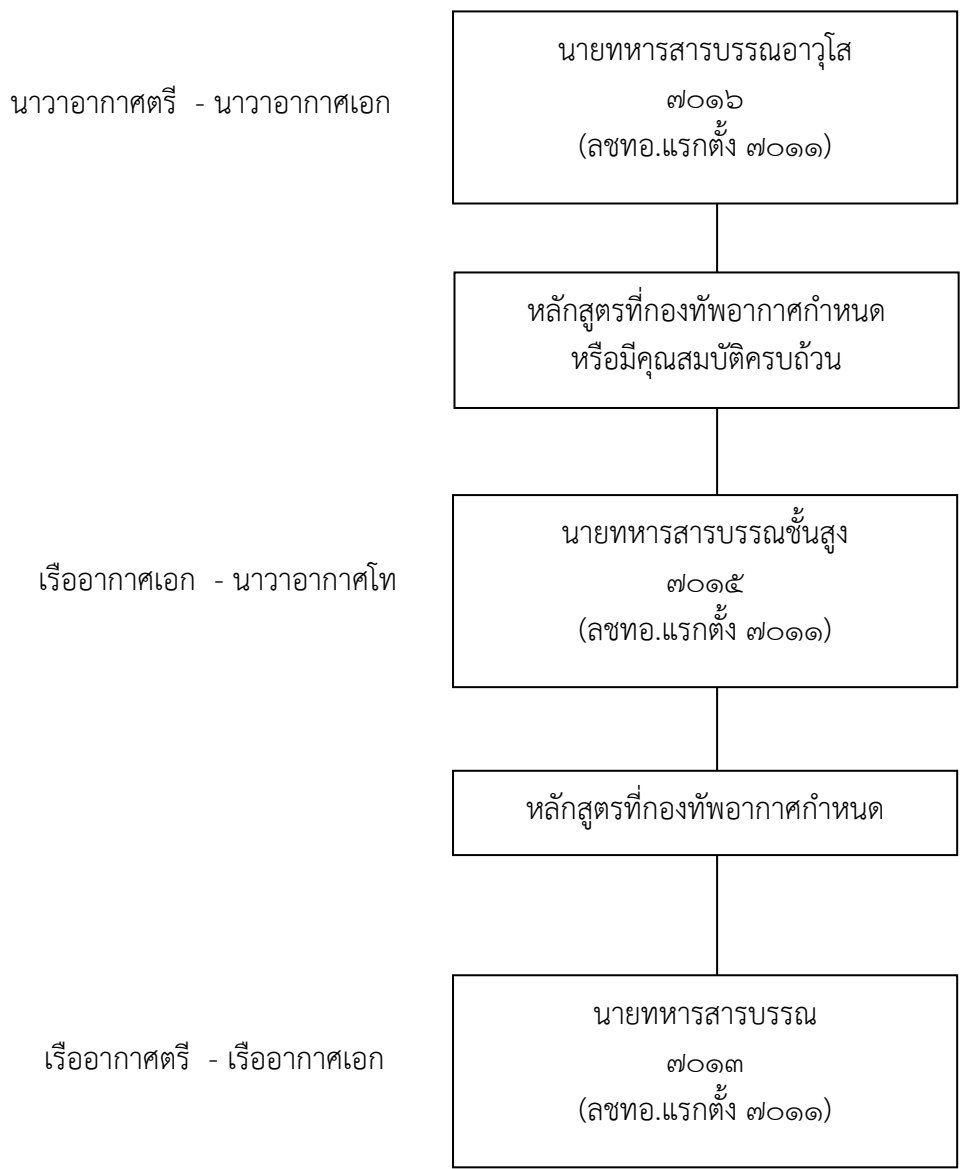 นายทหารสารบรรณอาวุโส
นาวาอากาศตรี - นาวาอากาศเอก
๗๐๑๖
(ลชทอ.แรกตั้ง ๗๐๑๑)
หลักสูตรที่กองทัพอากาศกำหนด
หรือมีคุณสมบัติครบถ้วน
นายทหารสารบรรณชั้นสูง
เรืออากาศเอก - นาวาอากาศโท
๗๐๑๕
(ลชทอ.แรกตั้ง ๗๐๑๑)
หลักสูตรที่กองทัพอากาศกำหนด
นายทหารสารบรรณ
เรืออากาศตรี - เรืออากาศเอก
๗๐๑๓
(ลชทอ.แรกตั้ง ๗๐๑๑)